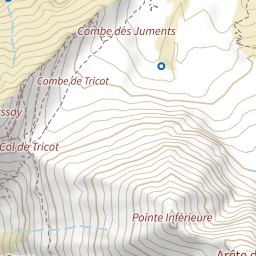 Combe des Juments
Combe de Tricot
ssay
Col de Tricot
Pointe Inférieure
Arête d